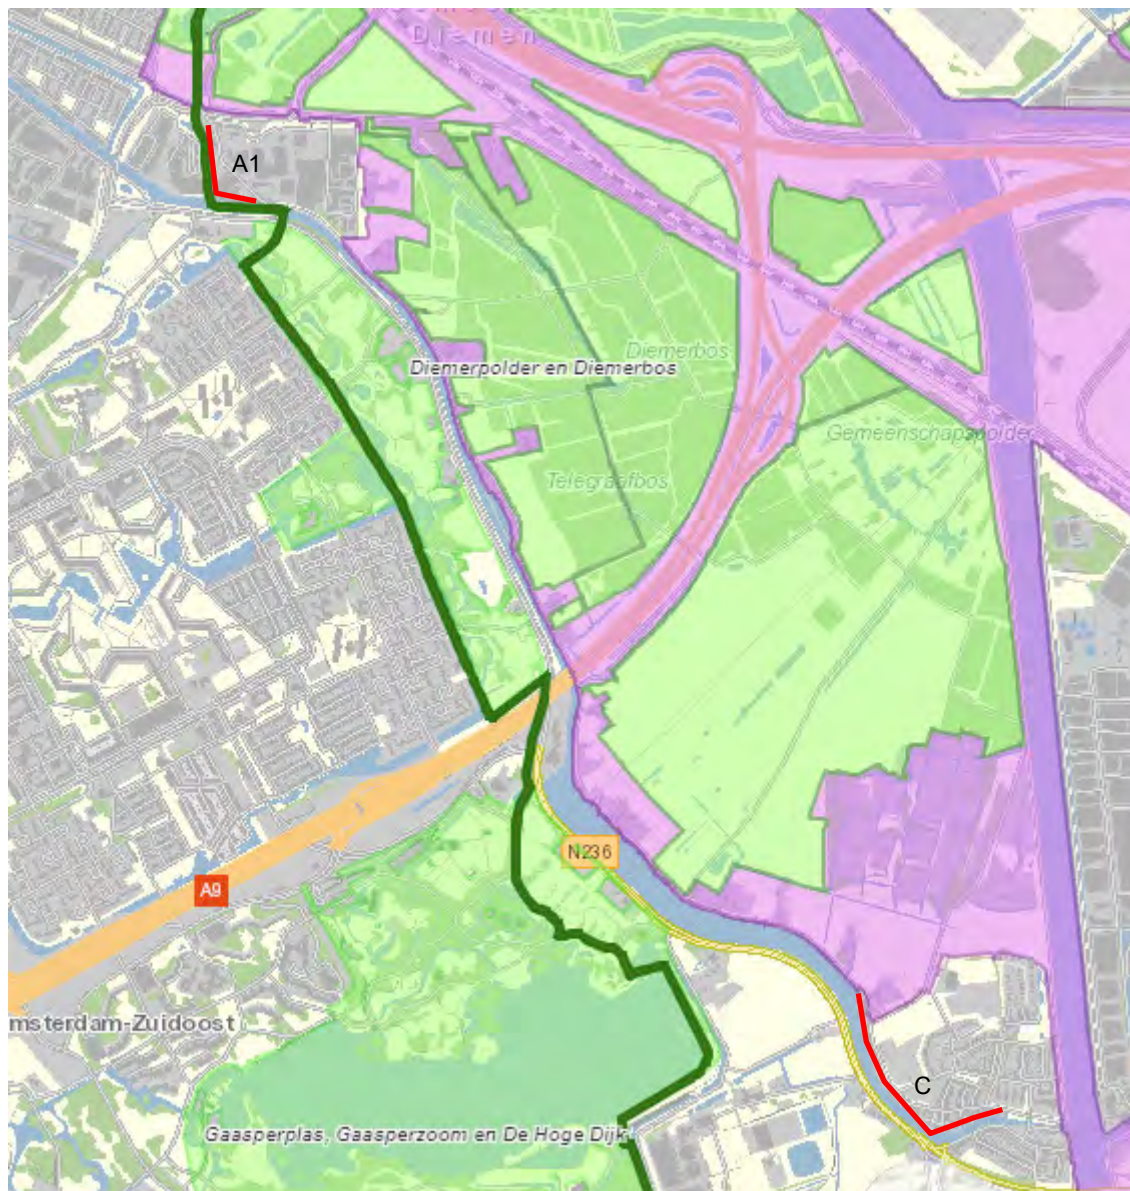 Diemen
A1
Diemerbos
Diemerpolder en Diemerbos
Gemeenschapspolder
Telegraafbos
N236
A9
msterdam-Zuidoost
C
Gaasperplas, Gaasperzoom en De Hoge Dijk